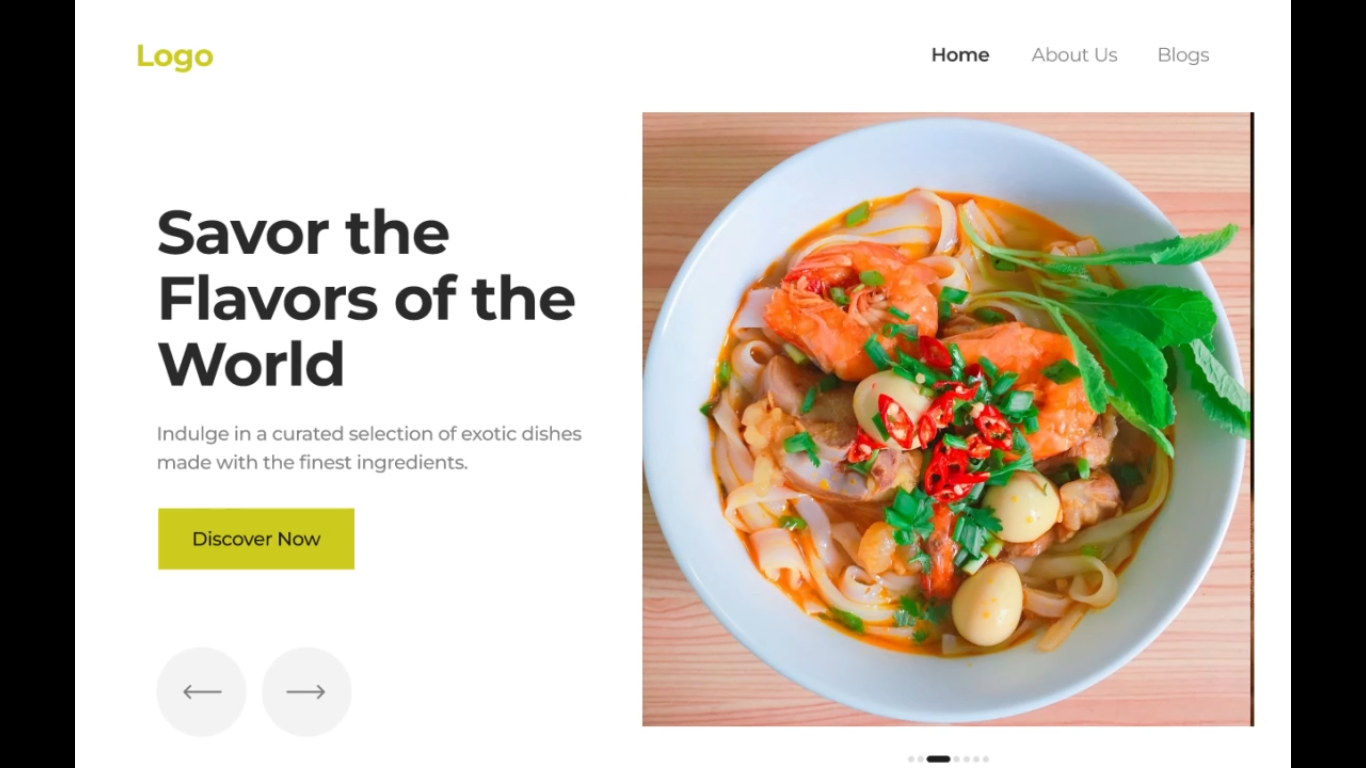 Logo
Home About Us Blogs
Savor the
Flavors of the
World
Indulge in a curated selection of exotic dishes
made with the finest ingredients.
Discover Now